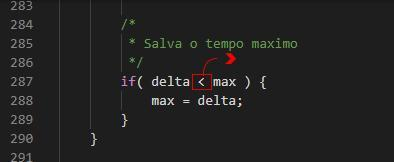 283
284 /*
285 * Salva o tempo maximo
286 */ >
287 if( delta < max ) {
288 max = delta;
289 }
290 }
291